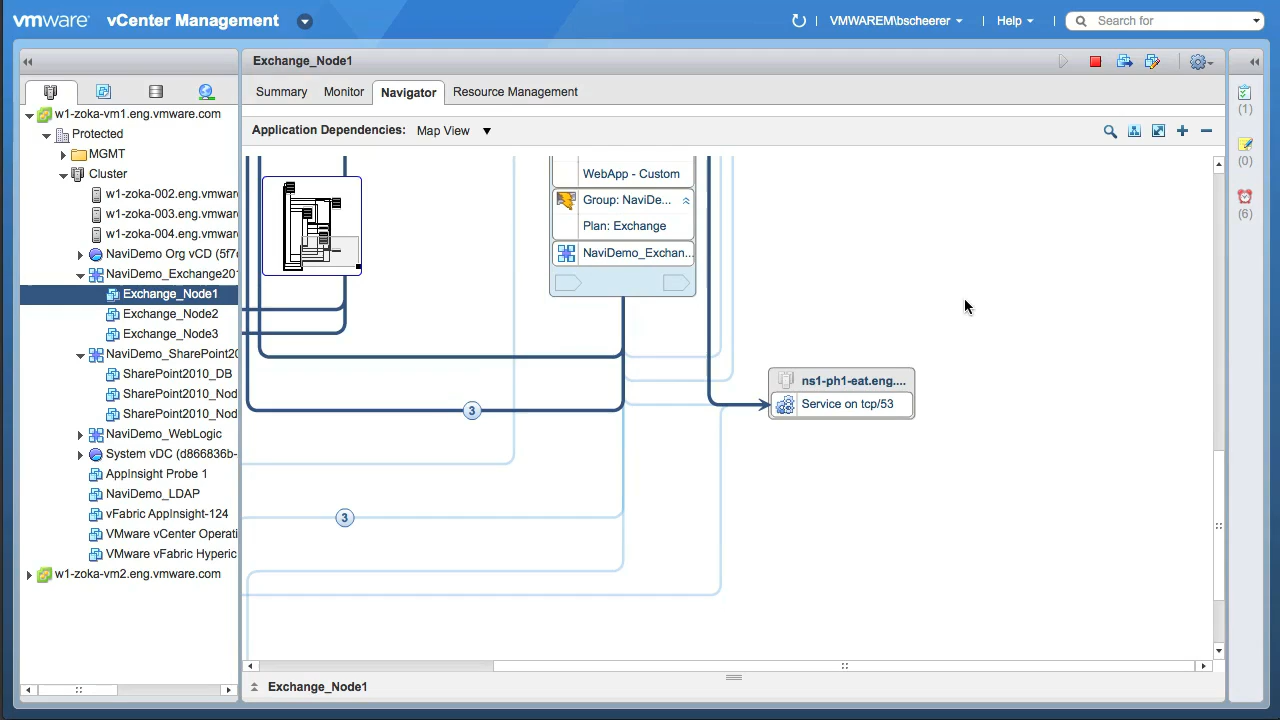 vmware vCenter Management
VMWAREM\bscheerer
Help
Search for
Exchange_Node1
Summary
Monitor
Navigator
Resource Management
Application Dependencies: Map View
w1-zoka-vm1.eng.vmware.com
Protected
MGMT
Cluster
w1-zoka-002.eng.vmwar
w1-zoka-003.eng.vmwar
w1-zoka-004.eng.vmwar
NaviDemo Org vCD (5f7c
NaviDemo_Exchange201
Exchange_Node1
Exchange_Node2
Exchange_Node3
NaviDemo_SharePoint20
SharePoint2010_DB
SharePoint2010_Nod
SharePoint2010_Nod
NaviDemo_WebLogic
System vDC (d866836b-
AppInsight Probe 1
NaviDemo_LDAP
vFabric AppInsight-124
VMware vCenter Operati
VMware vFabric Hyperic
w1-zoka-vm2.eng.vmware.com
WebApp - Custom
Group: NaviDe...
Plan: Exchange
NaviDemo_Exchan...
ns1-ph1-eat.eng....
Service on tcp/53
3
3
Exchange_Node1
(1)
(0)
(6)